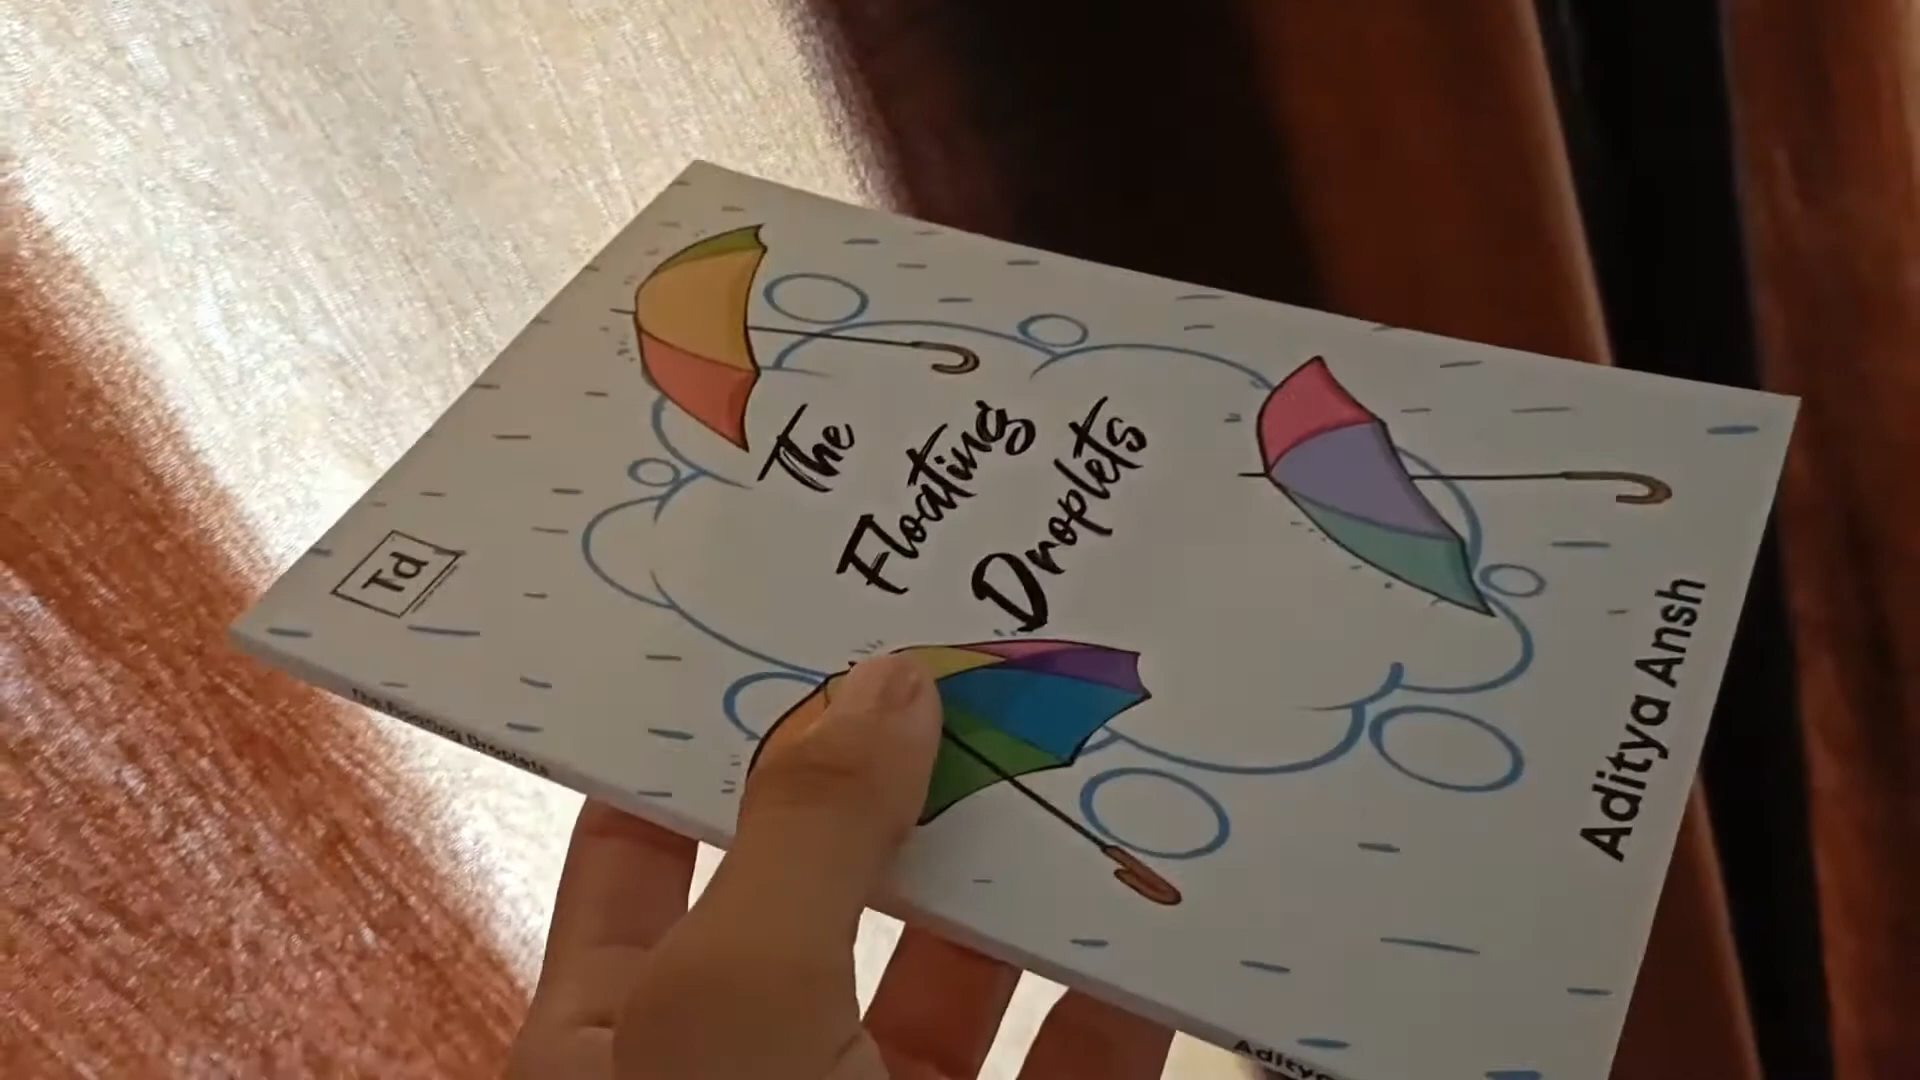 Td
The
Floating
Droplets
Aditya Ansh
The Floating Droplets